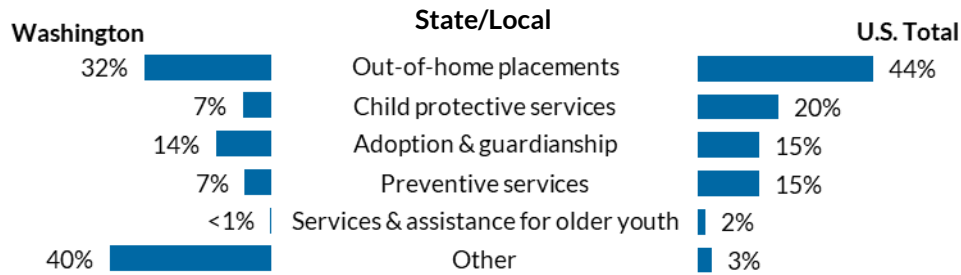 State/Local
Washington U.S. Total
32% Out-of-home placements 44%
7% Child protective services 20%
14% Adoption & guardianship 15%
7% Preventive services 15%
<1% Services & assistance for older youth 2%
40% Other 3%